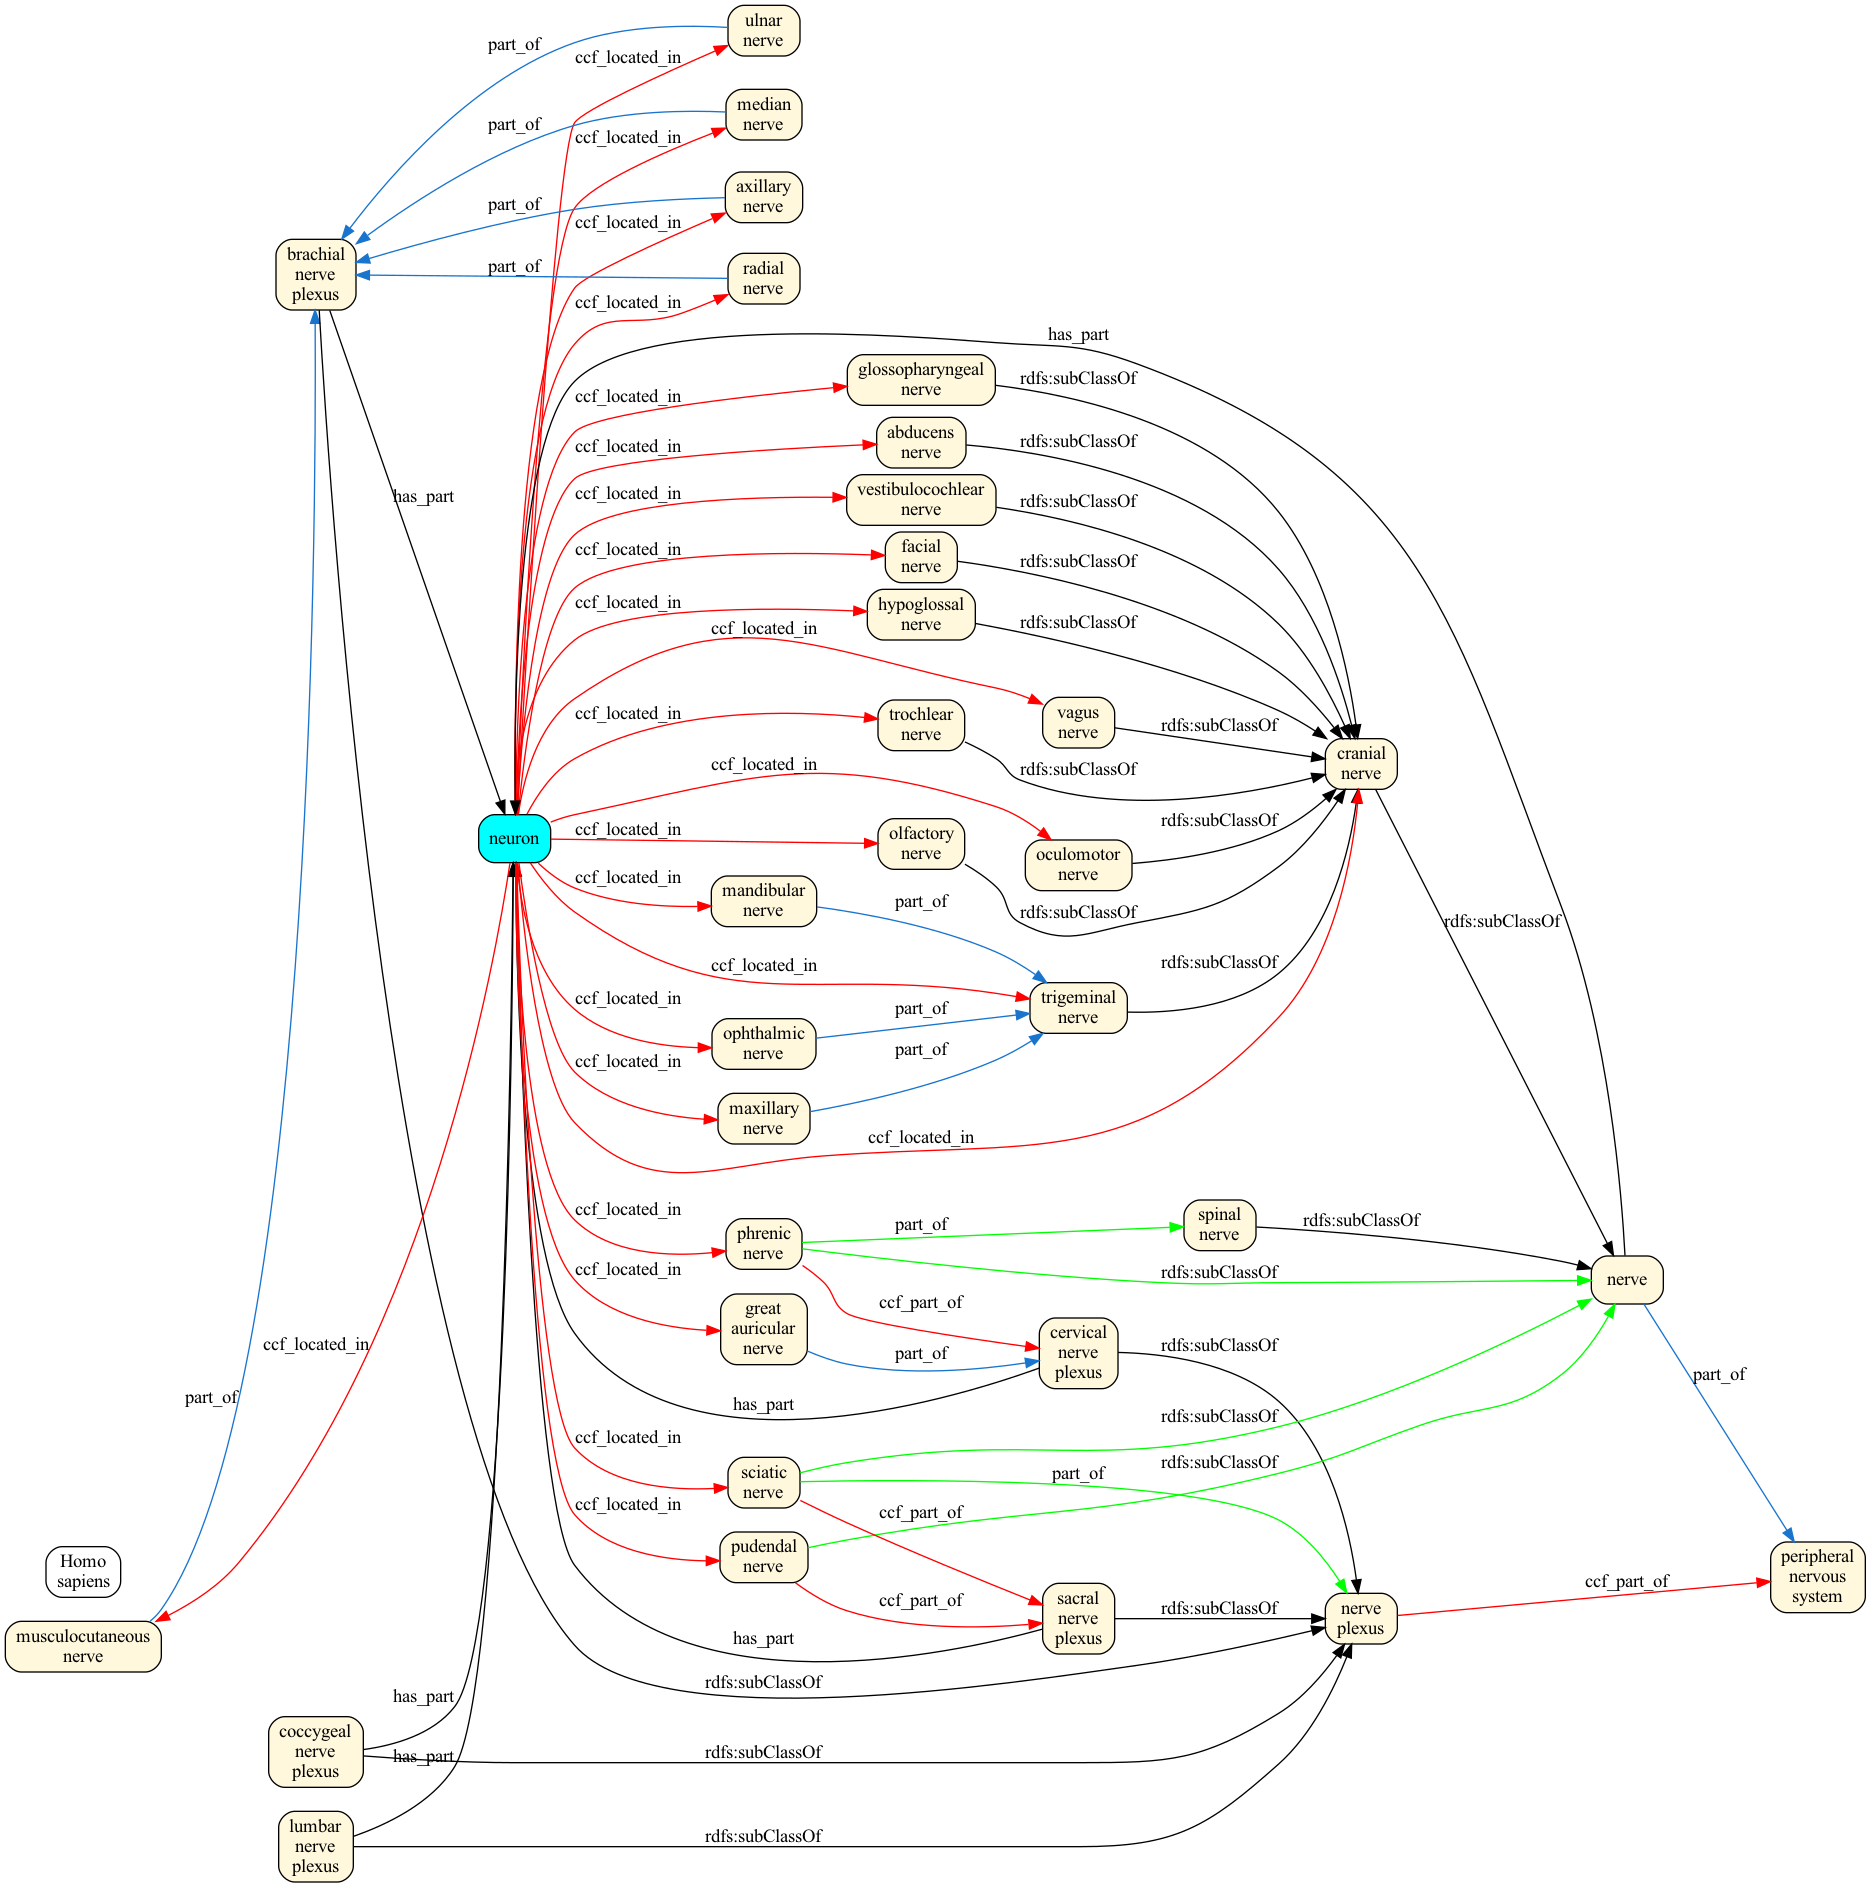 ulnar
nerve
part_of
ccf_located_in
median
nerve
part_of
ccf_located_in
axillary
nerve
part_of
ccf_located_in
brachial
nerve
plexus
radial
nerve
part_of
ccf_located_in
has_part
glossopharyngeal
nerve
rdfs:subClassOf
ccf_located_in
abducens
nerve
rdfs:subClassOf
ccf_located_in
has_part
vestibulocochlear
nerve
rdfs:subClassOf
ccf_located_in
facial
nerve
rdfs:subClassOf
ccf_located_in
hypoglossal
nerve
rdfs:subClassOf
ccf_located_in
ccf_located_in
vagus
nerve
rdfs:subClassOf
ccf_located_in
trochlear
nerve
rdfs:subClassOf
cranial
nerve
ccf_located_in
neuron
ccf_located_in
olfactory
nerve
rdfs:subClassOf
oculomotor
nerve
rdfs:subClassOf
ccf_located_in
mandibular
nerve
part_of
rdfs:subClassOf
ccf_located_in
rdfs:subClassOf
trigeminal
nerve
ccf_located_in
ophthalmic
nerve
part_of
ccf_located_in
maxillary
nerve
part_of
ccf_located_in
ccf_located_in
phrenic
nerve
part_of
spinal
nerve
rdfs:subClassOf
rdfs:subClassOf
nerve
ccf_located_in
great
auricular
nerve
ccf_part_of
part_of
cervical
nerve
plexus
rdfs:subClassOf
ccf_located_in
part_of
has_part
part_of
ccf_located_in
sciatic
nerve
rdfs:subClassOf
part_of
rdfs:subClassOf
ccf_part_of
ccf_located_in
pudendal
nerve
ccf_part_of
Homo
sapiens
musculocutaneous
nerve
sacral
nerve
plexus
rdfs:subClassOf
nerve
plexus
ccf_part_of
peripheral
nervous
system
has_part
rdfs:subClassOf
has_part
coccygeal
nerve
plexus
has_part
rdfs:subClassOf
lumbar
nerve
plexus
rdfs:subClassOf